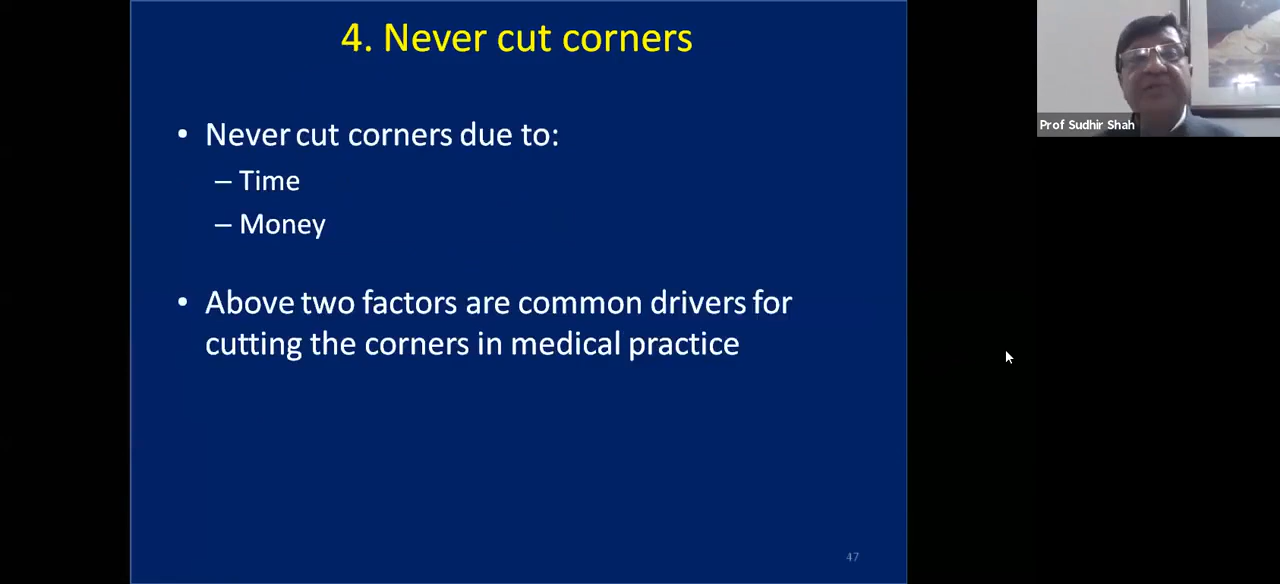 4. Never cut corners
• Never cut corners due to:
– Time
– Money
• Above two factors are common drivers for
cutting the corners in medical practice
47
Prof Sudhir Shah